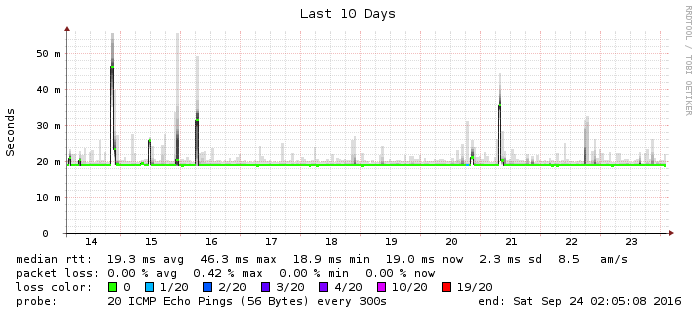 Last 10 Days
RRDTOOL / TOBI OETIKER
Seconds
50 m
40 m
30 m
20 m
10 m
0
14 15 16 17 18 19 20 21 22 23
median rtt: 19.3 ms avg 46.3 ms max 18.9 ms min 19.0 ms now 2.3 ms sd 8.5 am/s
packet loss: 0.00 % avg 0.42 % max 0.00 % min 0.00 % now
loss color: 0 1/20 2/20 3/20 4/20 10/20 19/20
probe: 20 ICMP Echo Pings (56 Bytes) every 300s end: Sat Sep 24 02:05:08 2016